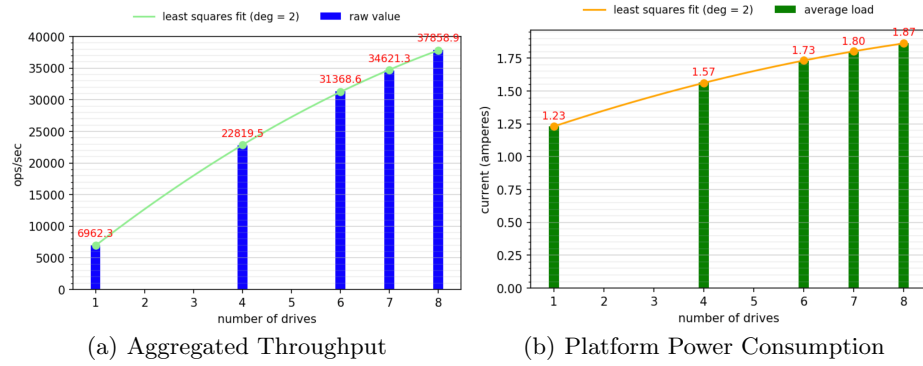 least squares fit (deg = 2) raw value
40000
35000
30000
25000
20000
15000
10000
5000
0
ops/sec
6962.3
22819.5
31368.6
34621.3
37858.9
1 2 3 4 5 6 7 8
number of drives
(a) Aggregated Throughput
least squares fit (deg = 2) average load
1.75
1.50
1.25
1.00
0.75
0.50
0.25
0.00
current (amperes)
1.23
1.57
1.73
1.80
1.87
1 2 3 4 5 6 7 8
number of drives
(b) Platform Power Consumption